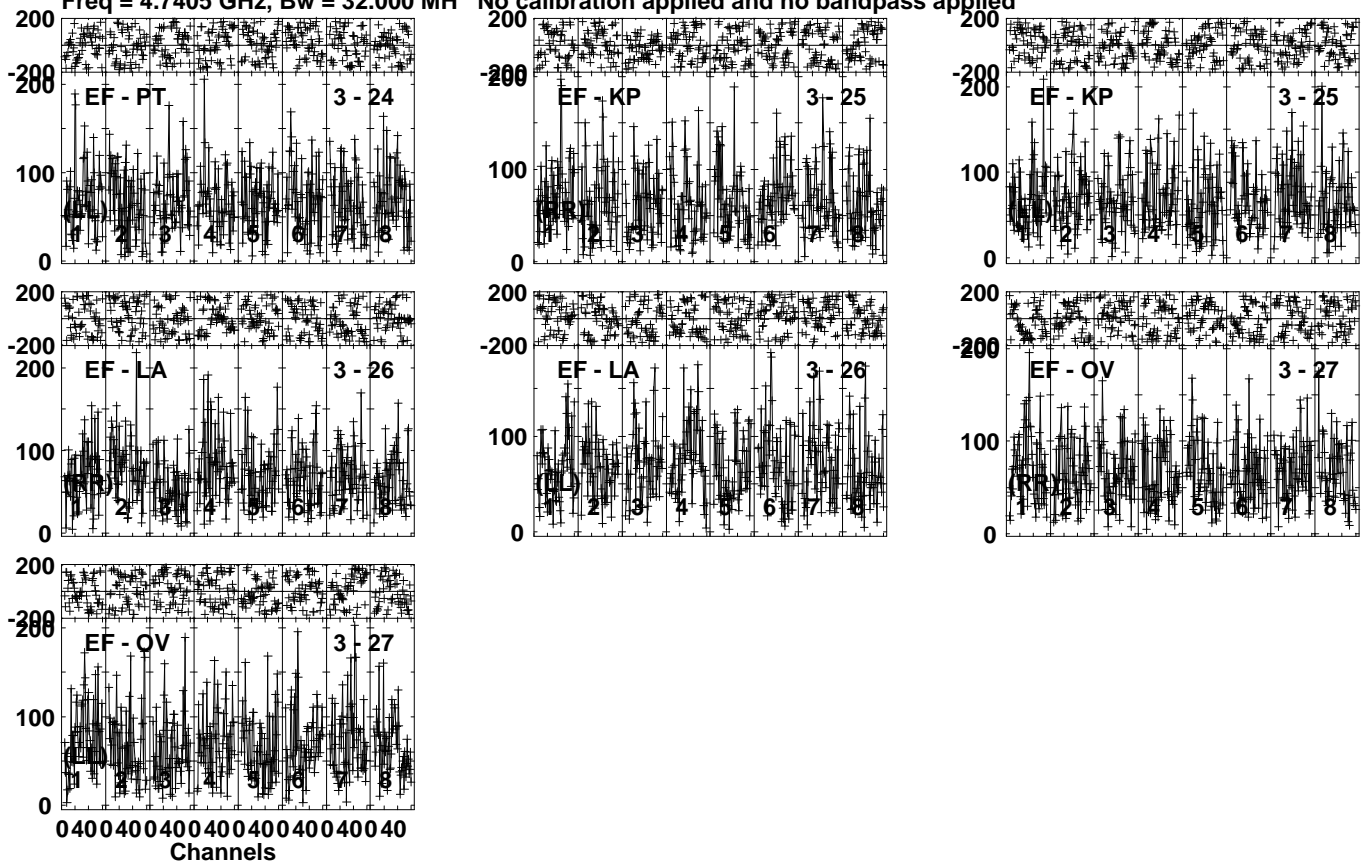 Freq = 4.7405 GHz, Bw = 32.000 MH No calibration applied and no bandpass applied
200
-200
200
EF - PT 3 - 24
100
(LL)
1 2 3 4 5 6 7 8
0
200
-200
200
EF - KP 3 - 25
100
(RR)
1 2 3 4 5 6 7 8
0
200
-200
200
EF - KP 3 - 25
100
(LL)
1 2 3 4 5 6 7 8
0
200
-200
200
EF - LA 3 - 26
100
(RR)
1 2 3 4 5 6 7 8
0
200
-200
EF - LA 3 - 26
100
(LL)
1 2 3 4 5 6 7 8
0
200
-200
200
EF - OV 3 - 27
100
(RR)
1 2 3 4 5 6 7 8
0
200
-200
200
EF - OV 3 - 27
100
(LL)
1 2 3 4 5 6 7 8
0
0 40 0 40 0 40 0 40 0 40 0 40 0 40 0 40
Channels